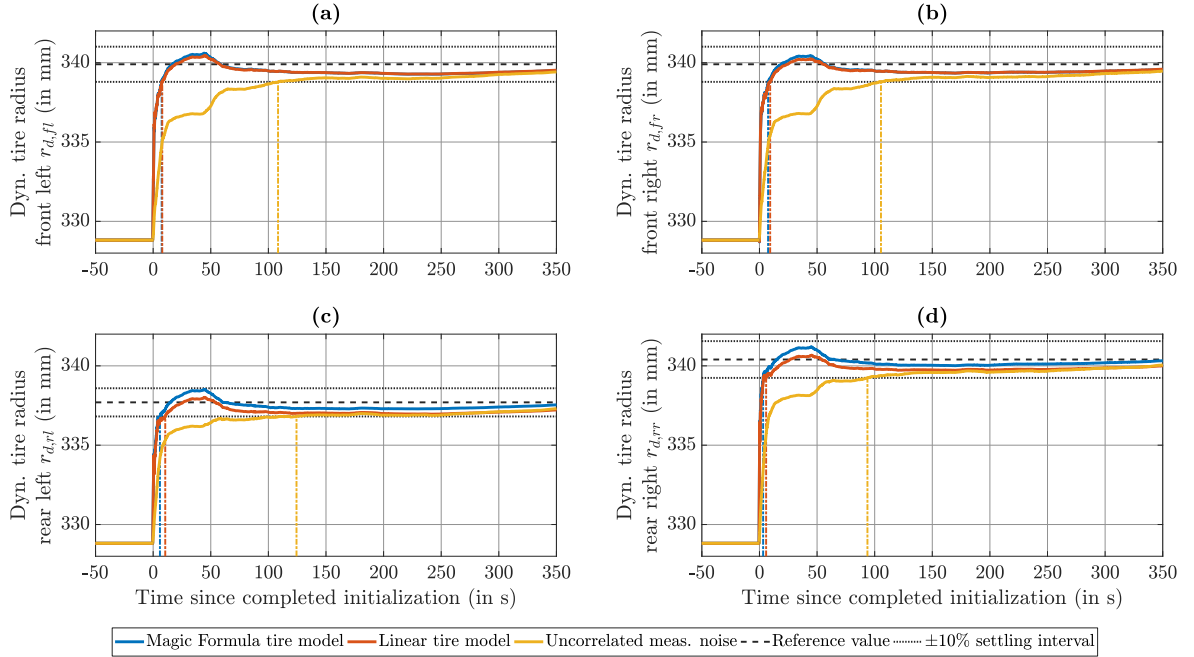 (a)
Dyn. tire radius
front left r_{d,fl} (in mm)
340
335
330
-50 0 50 100 150 200 250 300 350
(b)
Dyn. tire radius
front right r_{d,fr} (in mm)
340
335
330
-50 0 50 100 150 200 250 300 350
(c)
Dyn. tire radius
rear left r_{d,rl} (in mm)
340
335
330
-50 0 50 100 150 200 250 300 350
Time since completed initialization (in s)
(d)
Dyn. tire radius
rear right r_{d,rr} (in mm)
340
335
330
-50 0 50 100 150 200 250 300 350
Time since completed initialization (in s)
Magic Formula tire model Linear tire model Uncorrelated meas. noise Reference value ±10% settling interval